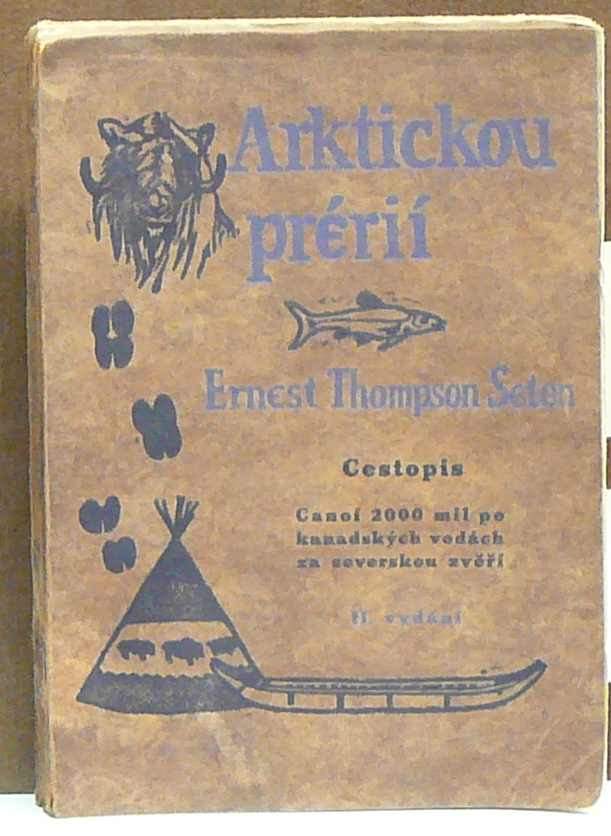 Arktickou
prérií
Ernest Thompson Seton
Cestopis
Canoí 2000 mil po
kanadských vodách
za severskou zvěří
II vydání